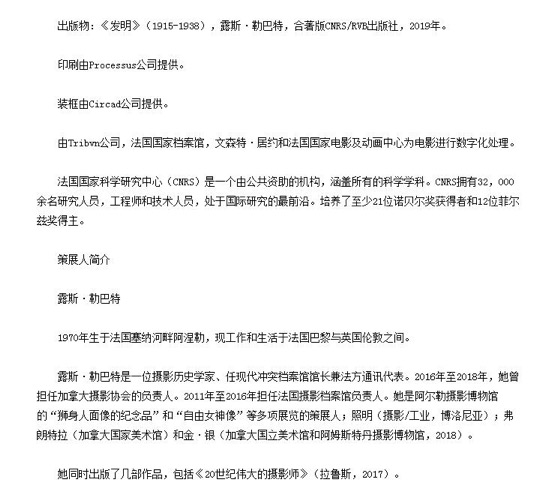 出版物：《发明》（1915-1938），露斯·勒巴特，合著版CNRS/RVB出版社，2019年。
印刷由Processus公司提供。
装框由Circad公司提供。
由Tribvn公司，法国国家档案馆，文森特·居约和法国国家电影及动画中心为电影进行数字化处理。
法国国家科学研究中心（CNRS）是一个由公共资助的机构，涵盖所有的科学学科。CNRS拥有32，000
余名研究人员，工程师和技术人员，处于国际研究的最前沿。培养了至少21位诺贝尔奖获得者和12位菲尔
兹奖得主。
策展人简介
露斯·勒巴特
1970年生于法国塞纳河畔阿涅勒，现工作和生活于法国巴黎与英国伦敦之间。
露斯·勒巴特是一位摄影历史学家、任现代冲突档案馆馆长兼法方通讯代表。2016年至2018年，她曾
担任加拿大摄影协会的负责人。2011年至2016年担任法国摄影档案馆负责人。她是阿尔勒摄影博物馆
的“狮身人面像的纪念品”和“自由女神像”等多项展览的策展人；照明（摄影/工业，博洛尼亚）；弗
朗特拉（加拿大国家美术馆）和金·银（加拿大国立美术馆和阿姆斯特丹摄影博物馆，2018）。
她同时出版了几部作品，包括《20世纪伟大的摄影师》（拉鲁斯，2017）。